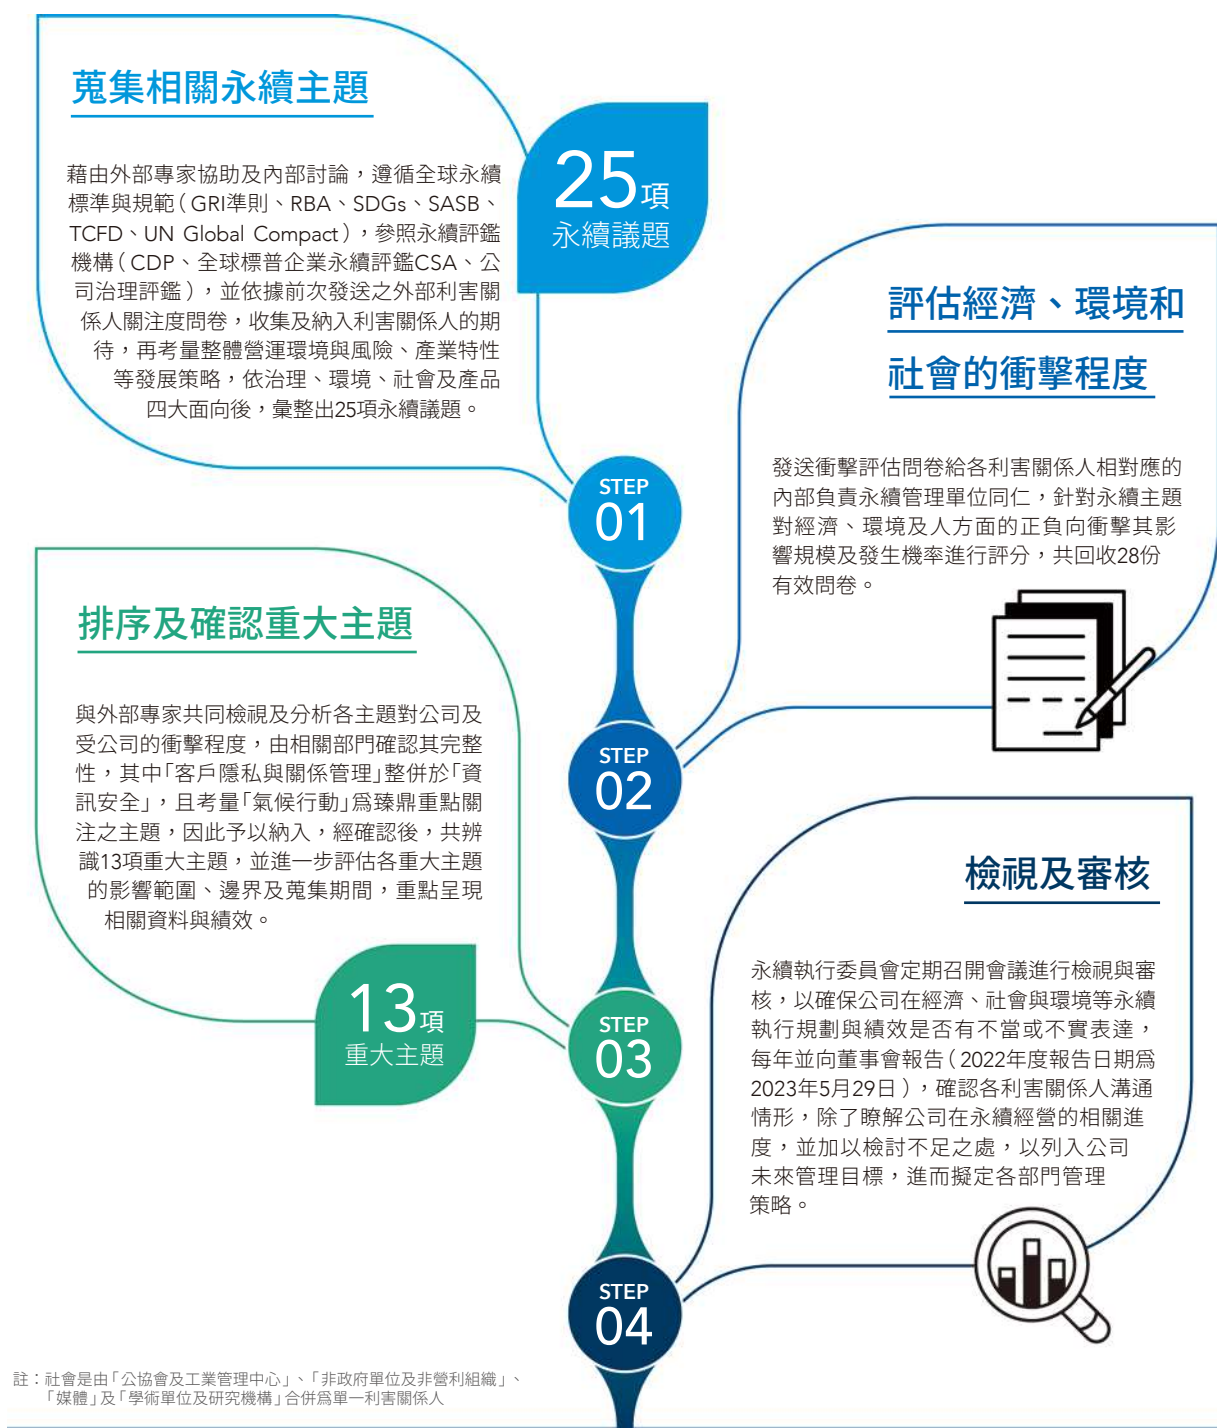 蒐集相關永續主題
藉由外部專家協助及內部討論，遵循全球永續
標準與規範（GRI準則、RBA、SDGs、SASB、
TCFD、UN Global Compact），參照永續評鑑
機構（CDP、全球標普企業永續評鑑CSA、公
司治理評鑑），並依據前次發送之外部利害關
係人關注度問卷，收集及納入利害關係人的期
待，再考量整體營運環境與風險、產業特性
等發展策略，依治理、環境、社會及產品
四大面向後，彙整出25項永續議題。
25項
永續議題
STEP
01
評估經濟、環境和
社會的衝擊程度
發送衝擊評估問卷給各利害關係人相對應的
內部負責永續管理單位同仁，針對永續主題
對經濟、環境及人方面的正負向衝擊其影
響規模及發生機率進行評分，共回收28份
有效問卷。
STEP
02
排序及確認重大主題
與外部專家共同檢視及分析各主題對公司及
受公司的衝擊程度，由相關部門確認其完整
性，其中「客戶隱私與關係管理」整併於「資
訊安全」，且考量「氣候行動」為臻鼎重點關
注之主題，因此予以納入，經確認後，共辨
識13項重大主題，並進一步評估各重大主題
的影響範圍、邊界及蒐集期間，重點呈現
相關資料與績效。
13項
重大主題
STEP
03
檢視及審核
永續執行委員會定期召開會議進行檢視與審
核，以確保公司在經濟、社會與環境等永續
執行規劃與績效是否有不當或不實表達，
每年並向董事會報告（2022年度報告日期為
2023年5月29日），確認各利害關係人溝通
情形，除了瞭解公司在永續經營的相關進
度，並加以檢討不足之處，以列入公司
未來管理目標，進而擬定各部門管理
策略。
STEP
04
註：社會是由「公協會及工業管理中心」、「非政府單位及非營利組織」、
「媒體」及「學術單位及研究機構」合併為單一利害關係人